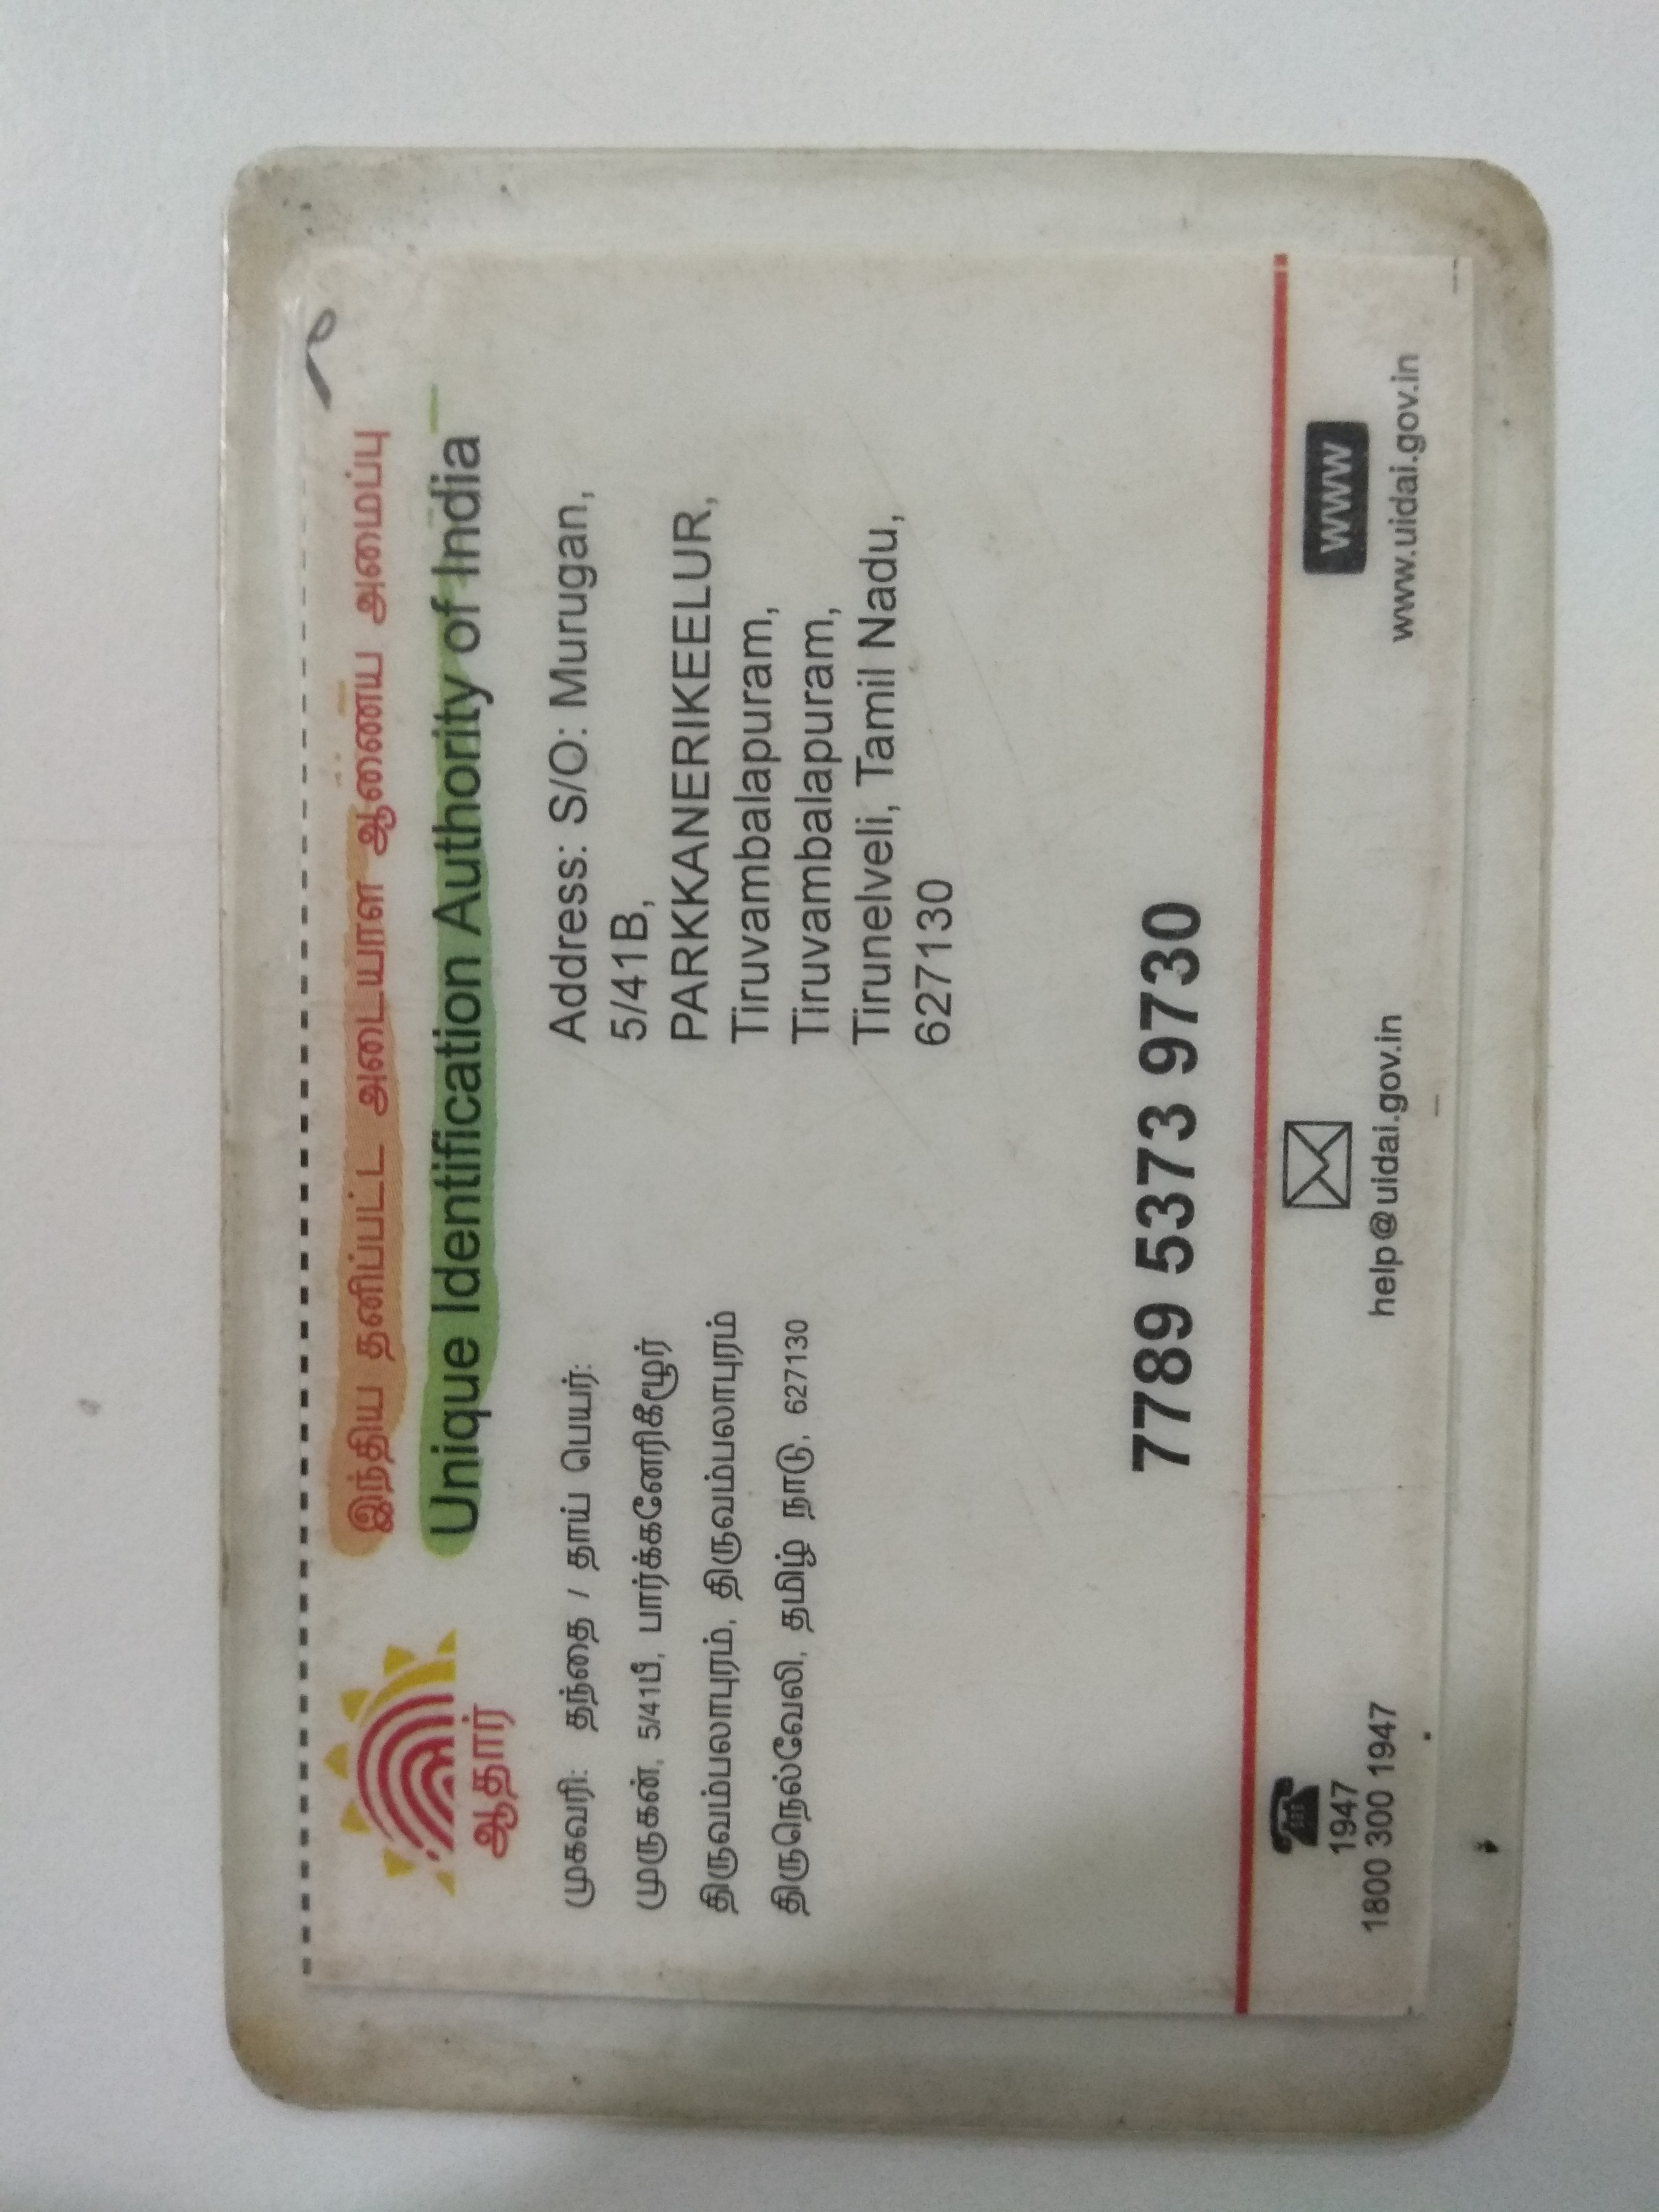 இந்திய தனிப்பட்ட அடையாள ஆணைய அமைப்பு
Unique Identification Authority of India
ஆதார்
முகவரி: தந்தை / தாய் பெயர்:
முருகன், 5/41பீ, பார்க்கனேரிகீழூர்
திருவம்பலாபுரம், திருவம்பலாபுரம்
திருநெல்வேலி, தமிழ் நாடு, 627130
Address: S/O: Murugan,
5/41B,
PARKKANERIKEELUR,
Tiruvambalapuram,
Tiruvambalapuram,
Tirunelveli, Tamil Nadu,
627130
7789 5373 9730
1947
1800 300 1947
help@uidai.gov.in
www
www.uidai.gov.in